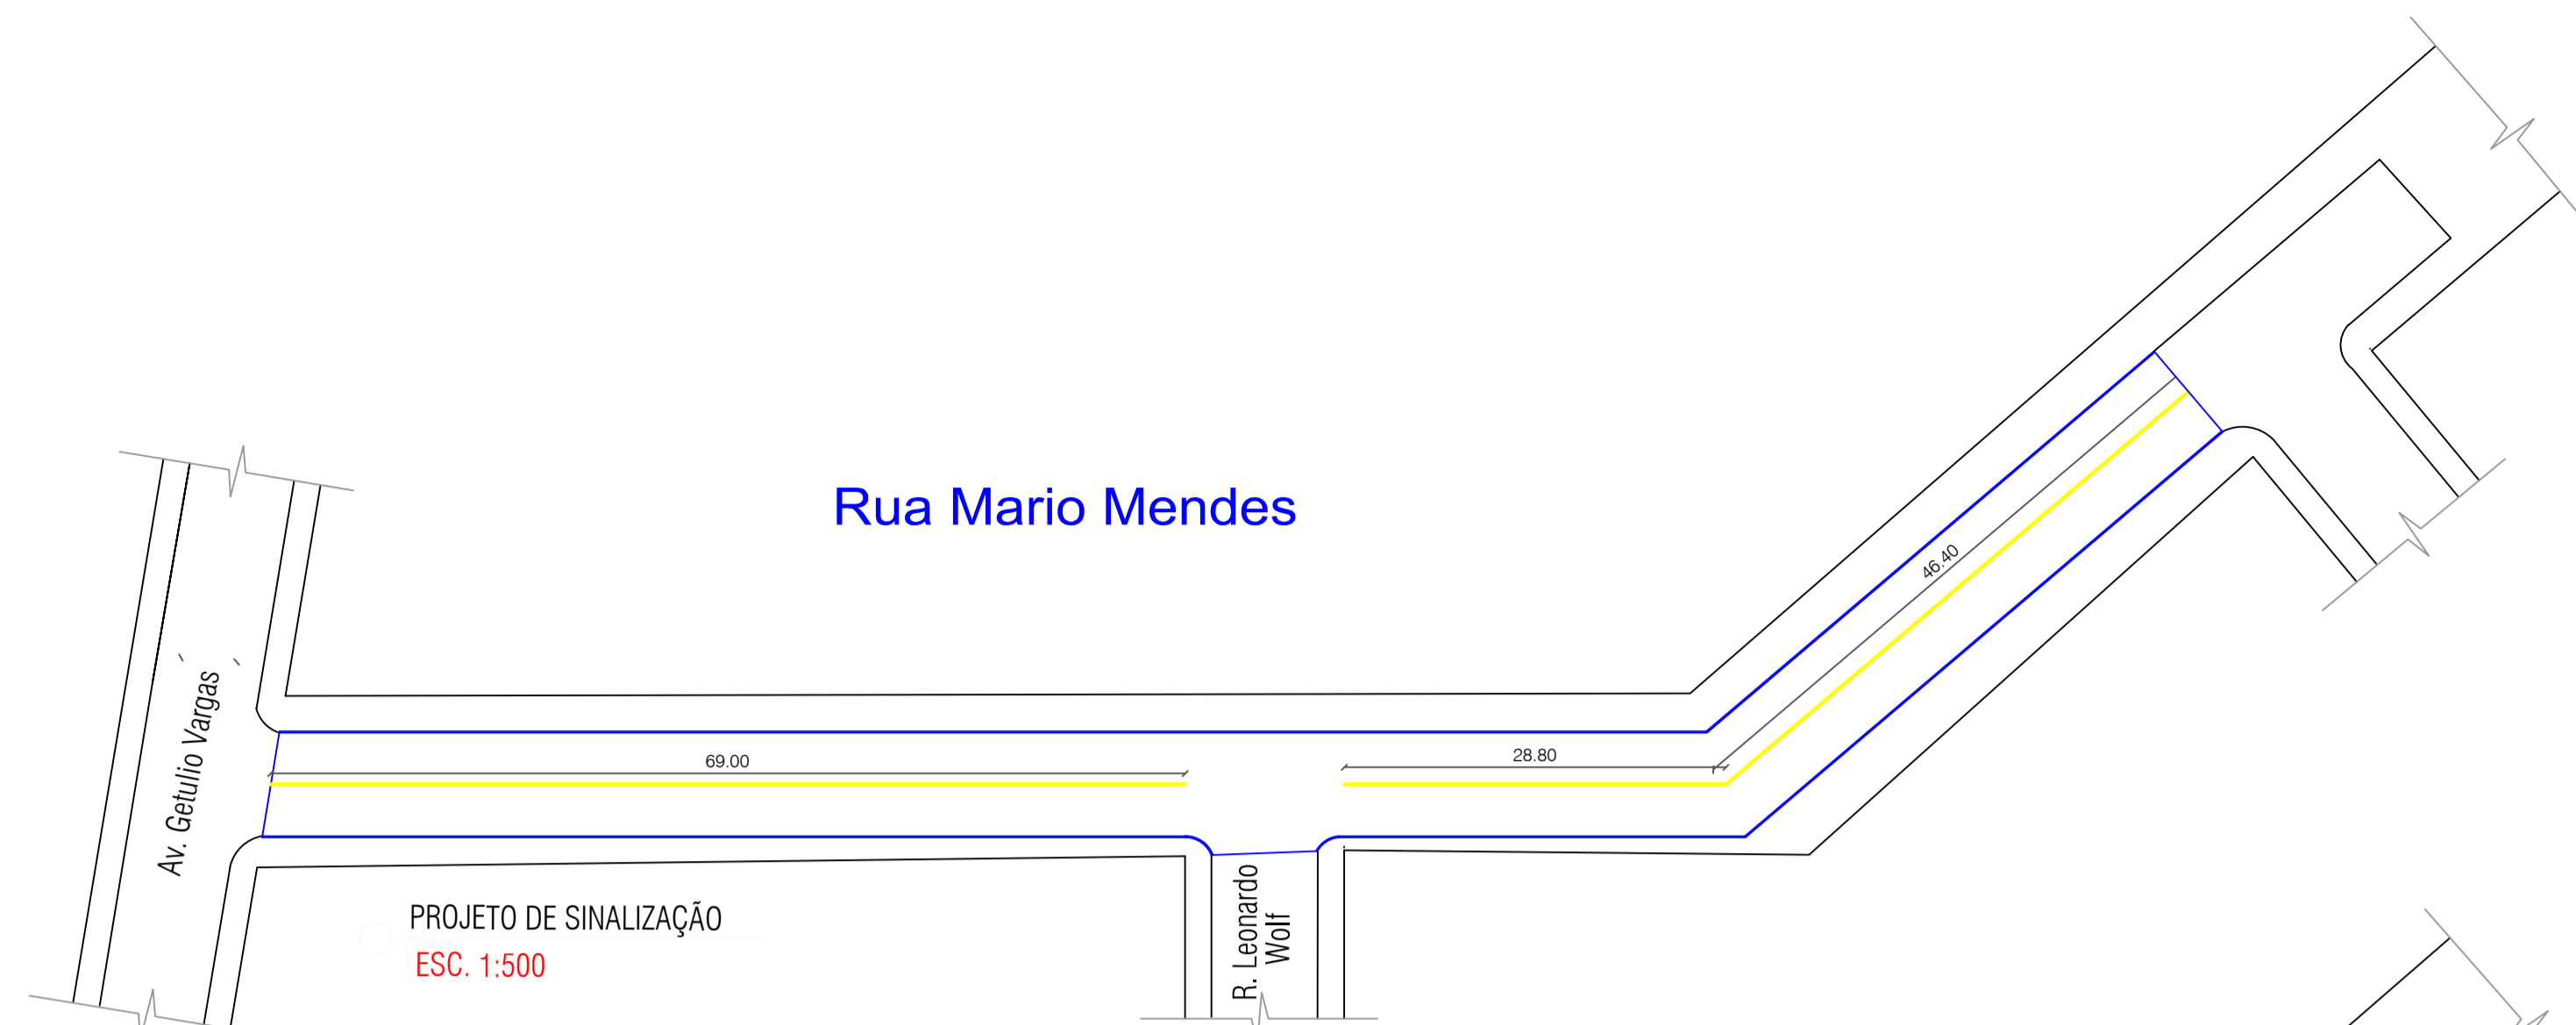 Rua Mario Mendes
46.40
69.00
28.80
Av. Getulio Vargas
R. Leonardo
Wolf
PROJETO DE SINALIZAÇÃO
ESC. 1:500